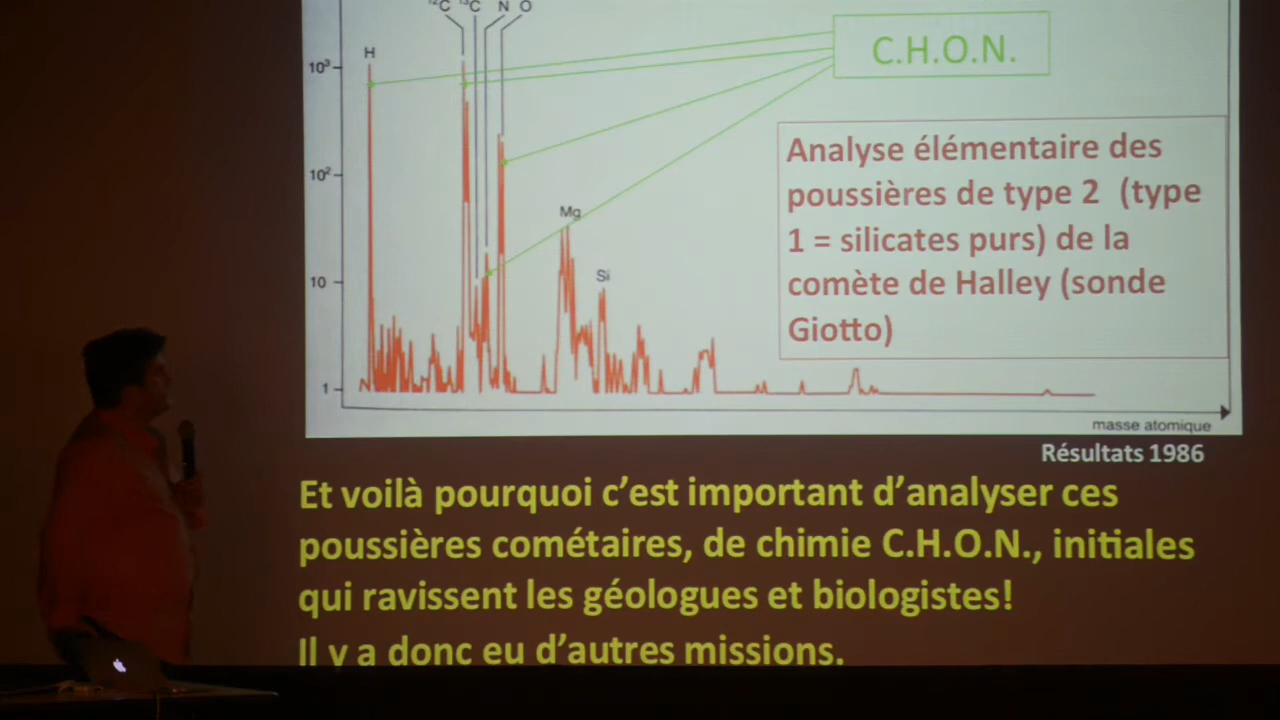 ¹²C ¹³C N O
H
C.H.O.N.
10³
Analyse élémentaire des
poussières de type 2 (type
1 = silicates purs) de la
comète de Halley (sonde
Giotto)
10²
Mg
Si
10
1
masse atomique
Résultats 1986
Et voilà pourquoi c’est important d’analyser ces
poussières cométaires, de chimie C.H.O.N., initiales
qui ravissent les géologues et biologistes!
Il y a donc eu d’autres missions.